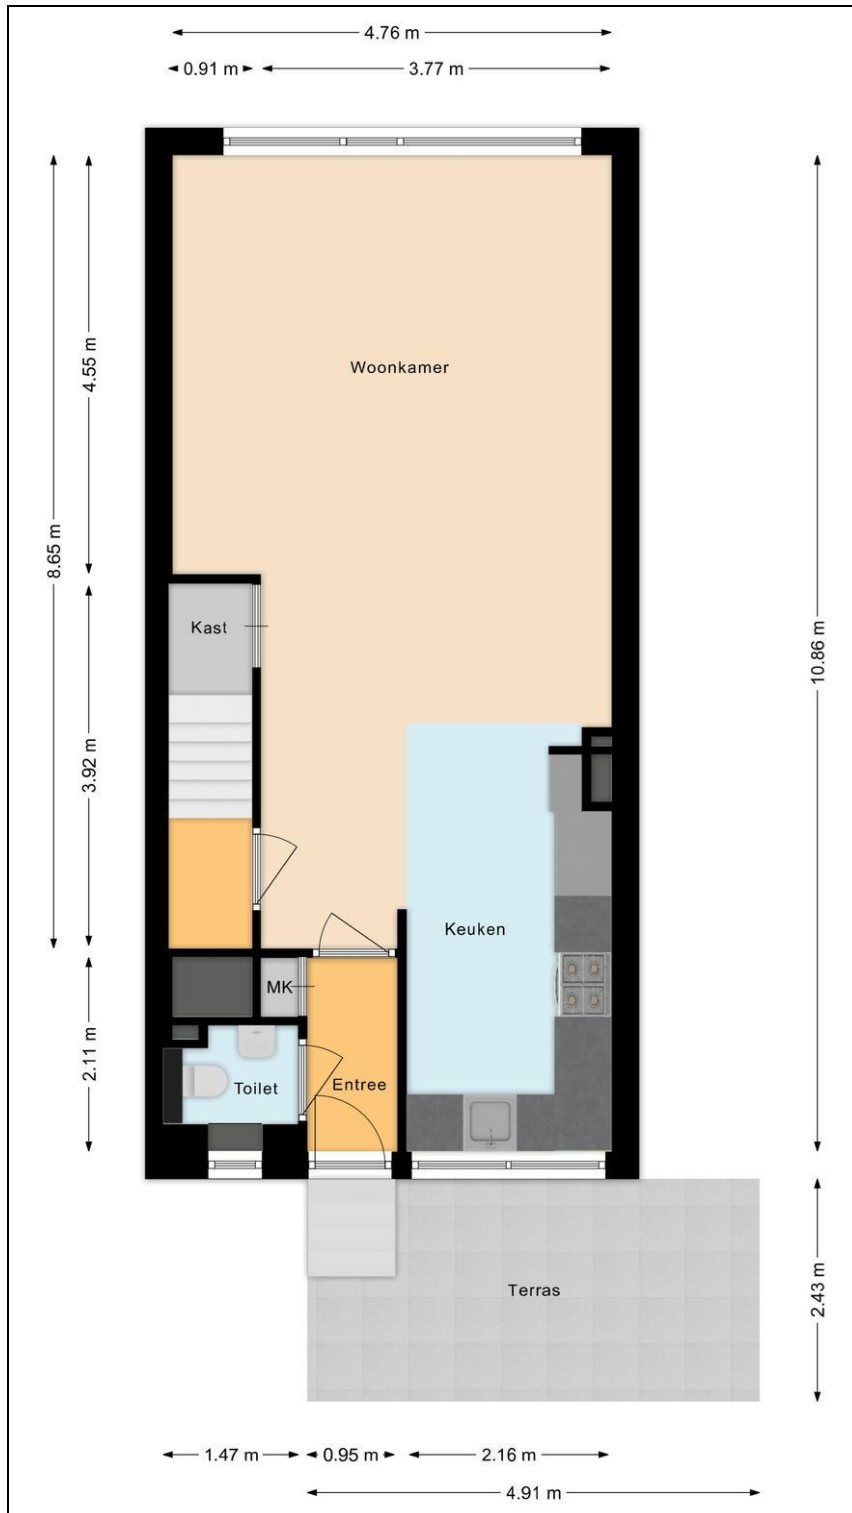 4.76 m
0.91 m
3.77 m
Woonkamer
4.55 m
8.65 m
Kast
10.86 m
3.92 m
Keuken
MK
2.11 m
Toilet
Entree
Terras
2.43 m
1.47 m
0.95 m
2.16 m
4.91 m